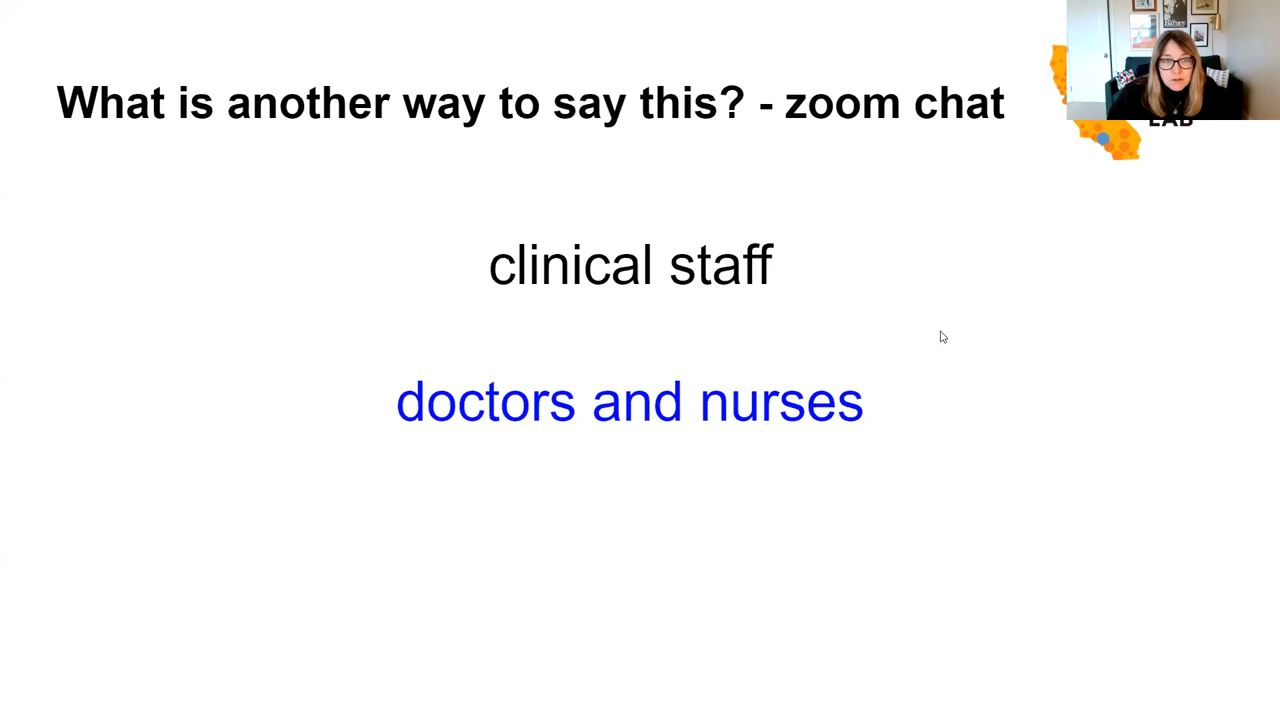 What is another way to say this? - zoom chat
LAB
clinical staff
doctors and nurses